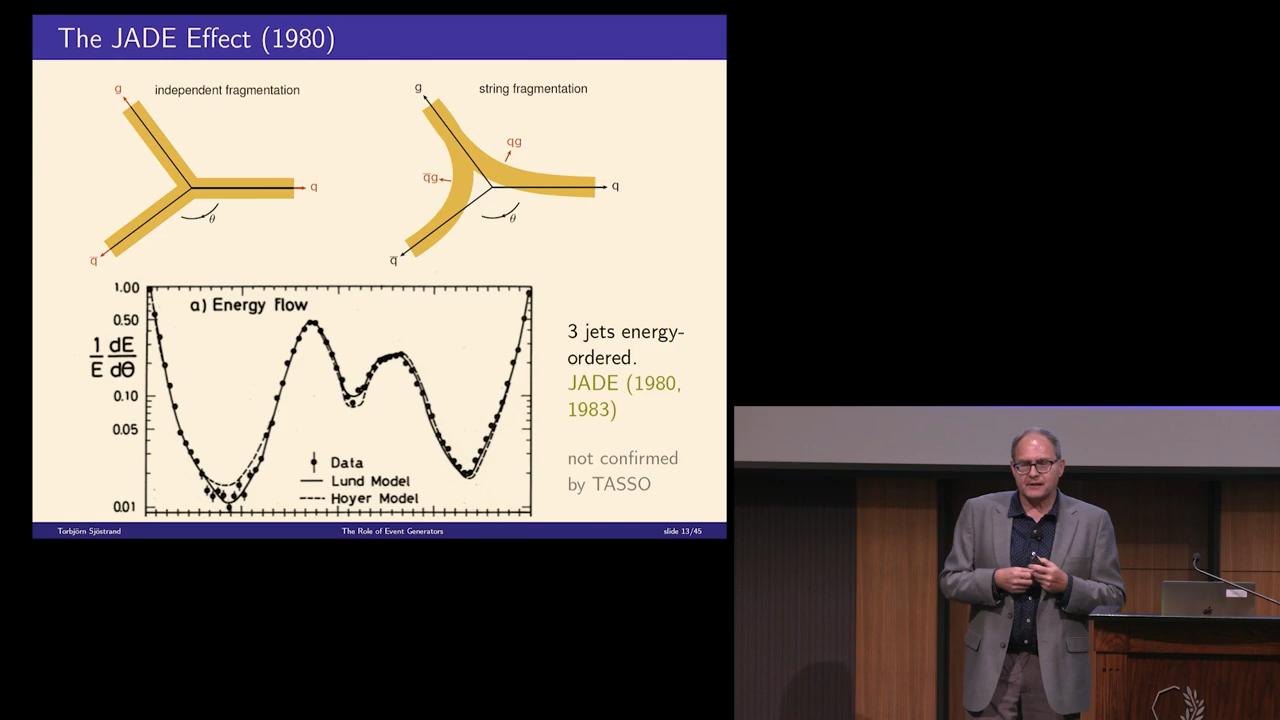 The JADE Effect (1980)
independent fragmentation
g
q
q̅
θ
string fragmentation
g
qg
q̅g
q
q̅
θ
a) Energy flow
1.00
0.50
0.10
0.05
0.01
1 dE
E dθ
Data
Lund Model
Hoyer Model
3 jets energy-
ordered.
JADE (1980,
1983)
not confirmed
by TASSO
Torbjörn Sjöstrand
The Role of Event Generators
slide 13/45